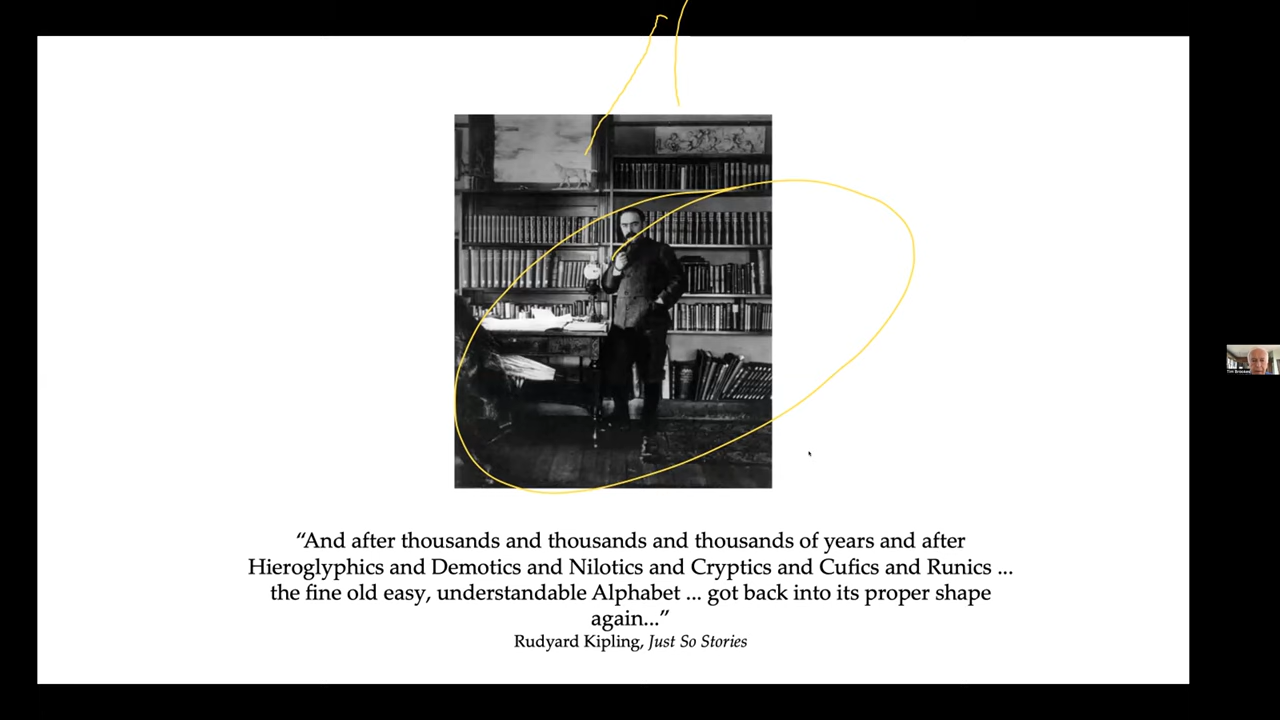 “And after thousands and thousands and thousands of years and after
Hieroglyphics and Demotics and Nilotics and Cryptics and Cufics and Runics ...
the fine old easy, understandable Alphabet ... got back into its proper shape
again...”
Rudyard Kipling, Just So Stories